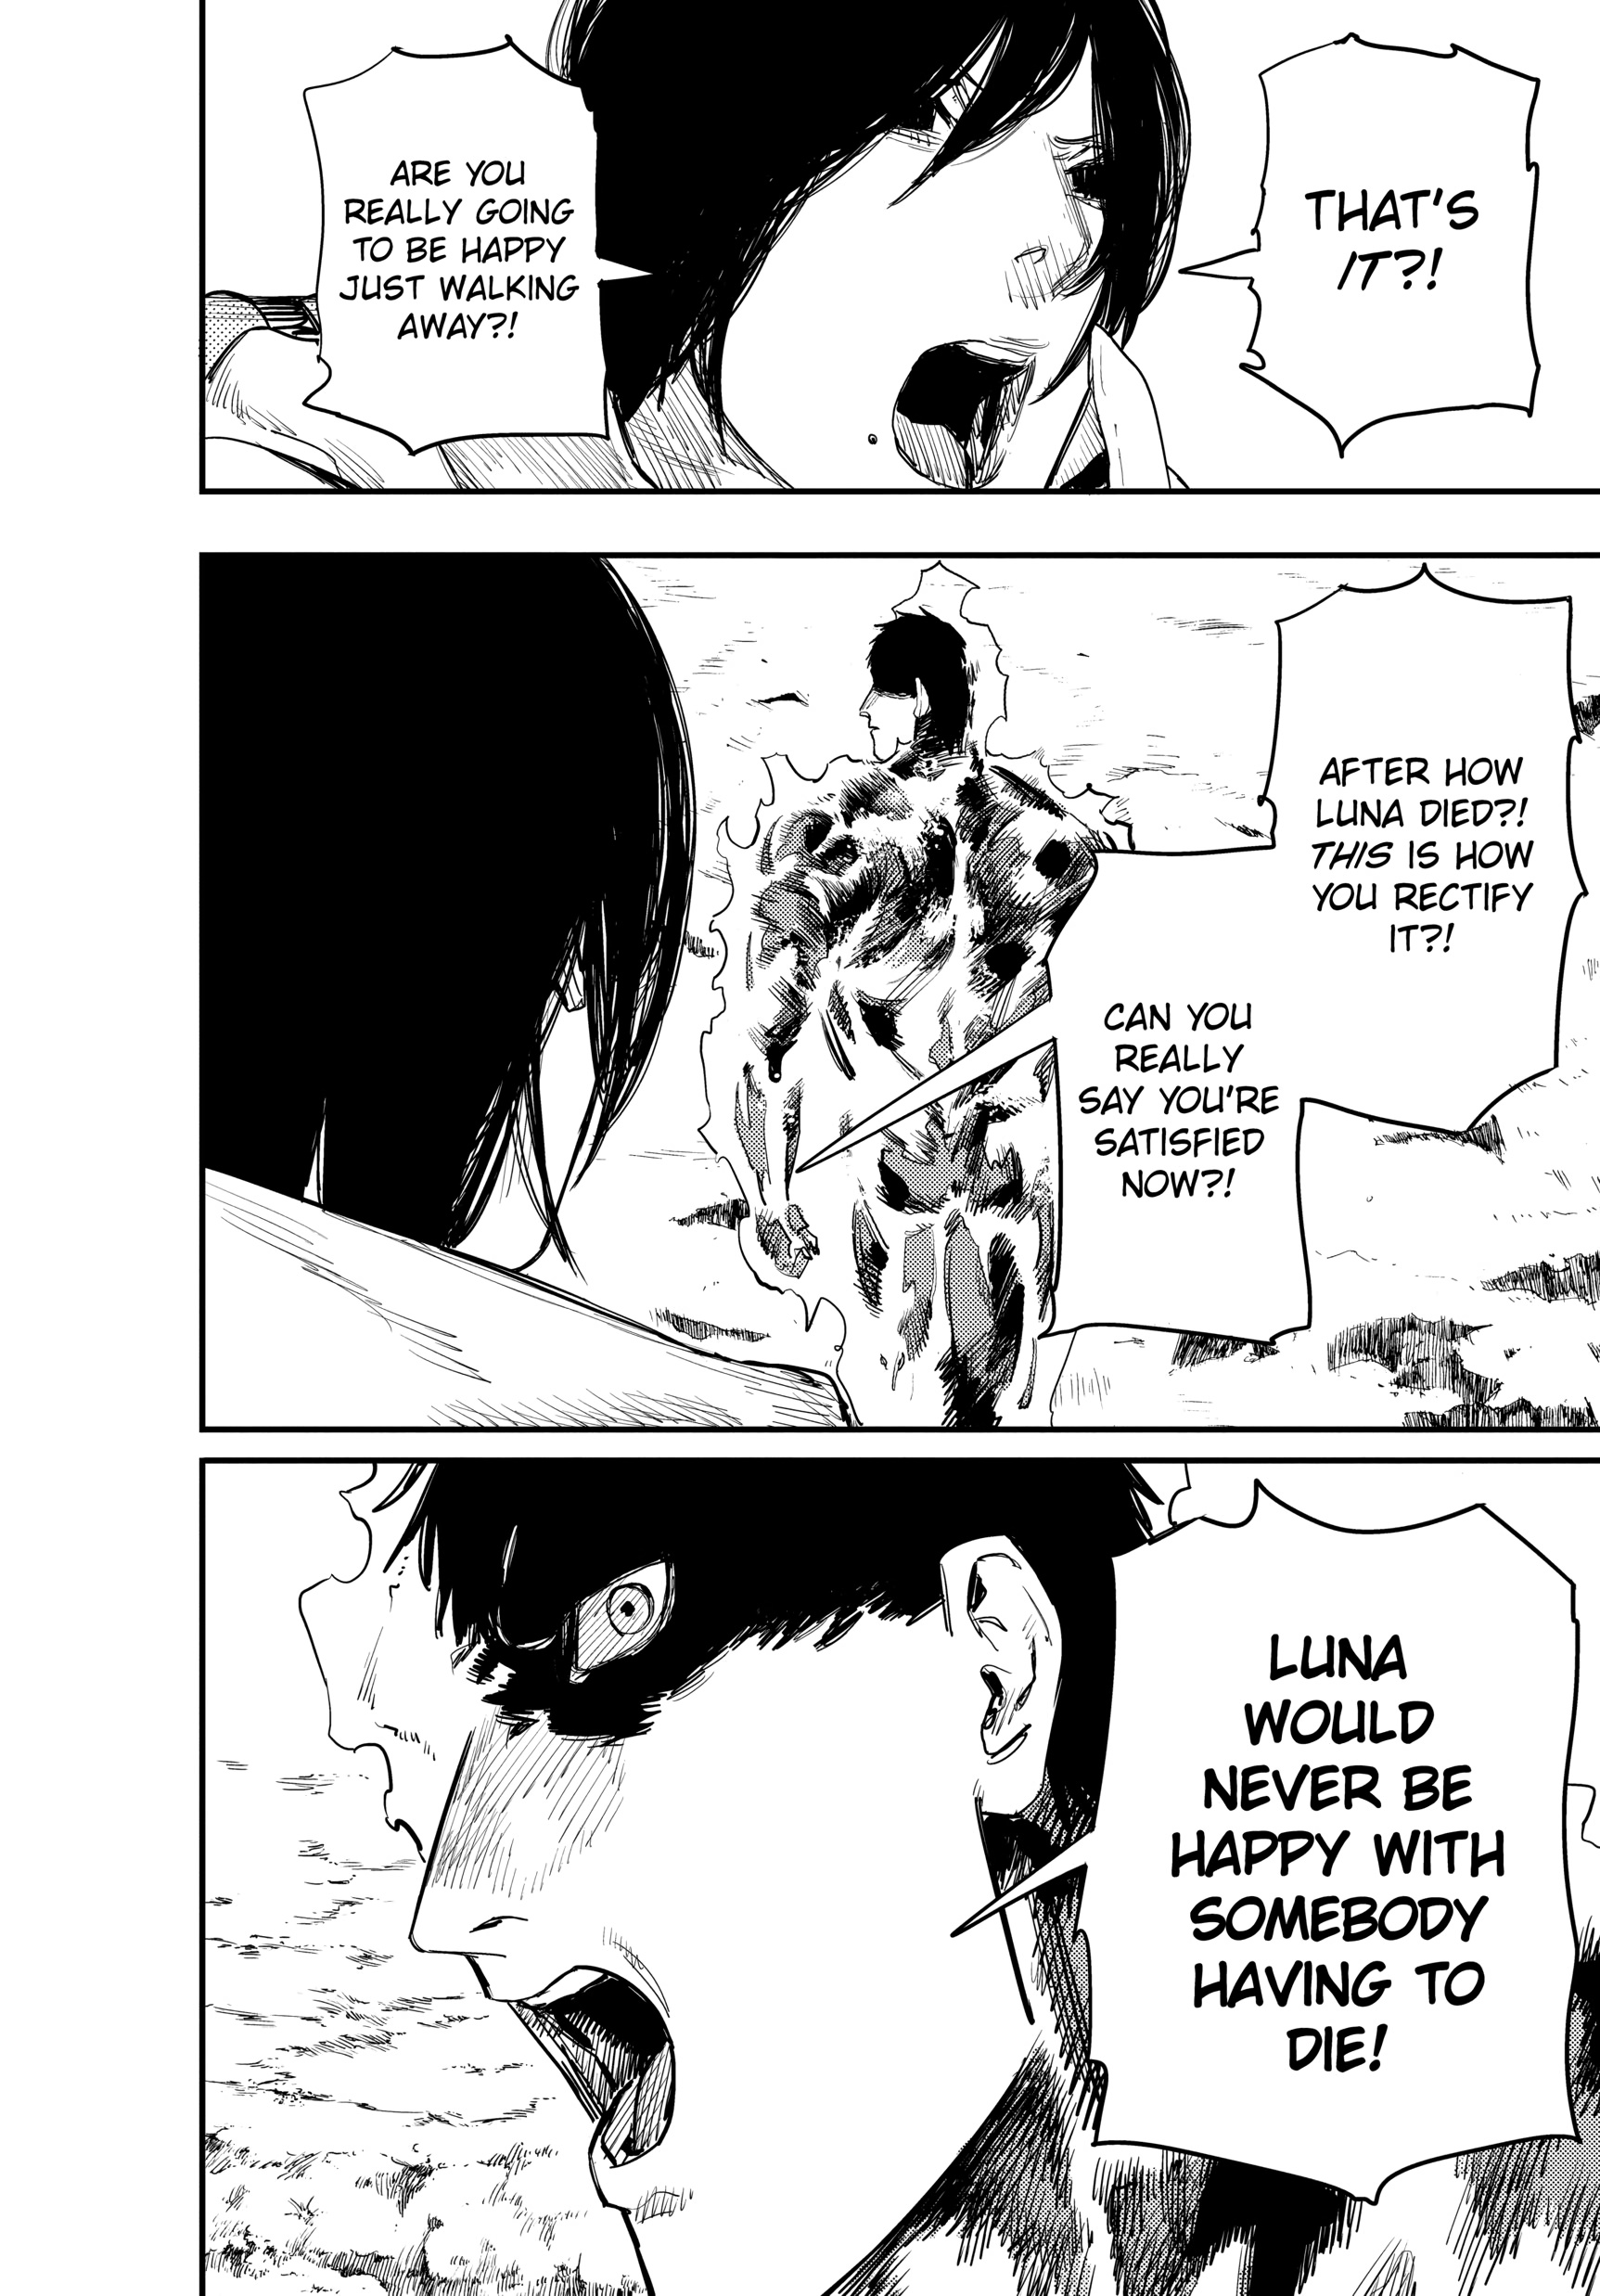 THAT'S
IT?!
ARE YOU
REALLY GOING
TO BE HAPPY
JUST WALKING
AWAY?!
AFTER HOW
LUNA DIED?!
THIS IS HOW
YOU RECTIFY
IT?!
CAN YOU
REALLY
SAY YOU'RE
SATISFIED
NOW?!
LUNA
WOULD
NEVER BE
HAPPY WITH
SOMEBODY
HAVING TO
DIE!